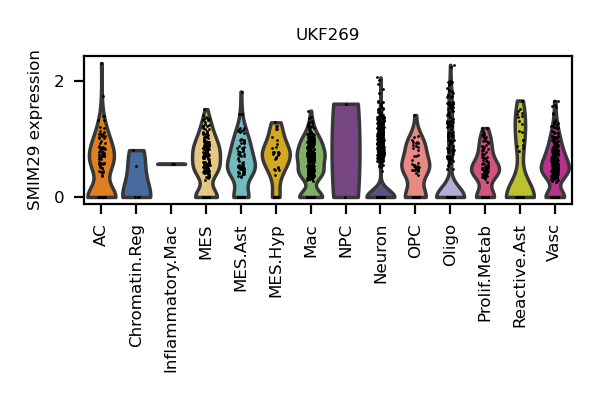 UKF269
SMIM29 expression
2
0
AC
Chromatin.Reg
Inflammatory.Mac
MES
MES.Ast
MES.Hyp
Mac
NPC
Neuron
OPC
Oligo
Prolif.Metab
Reactive.Ast
Vasc